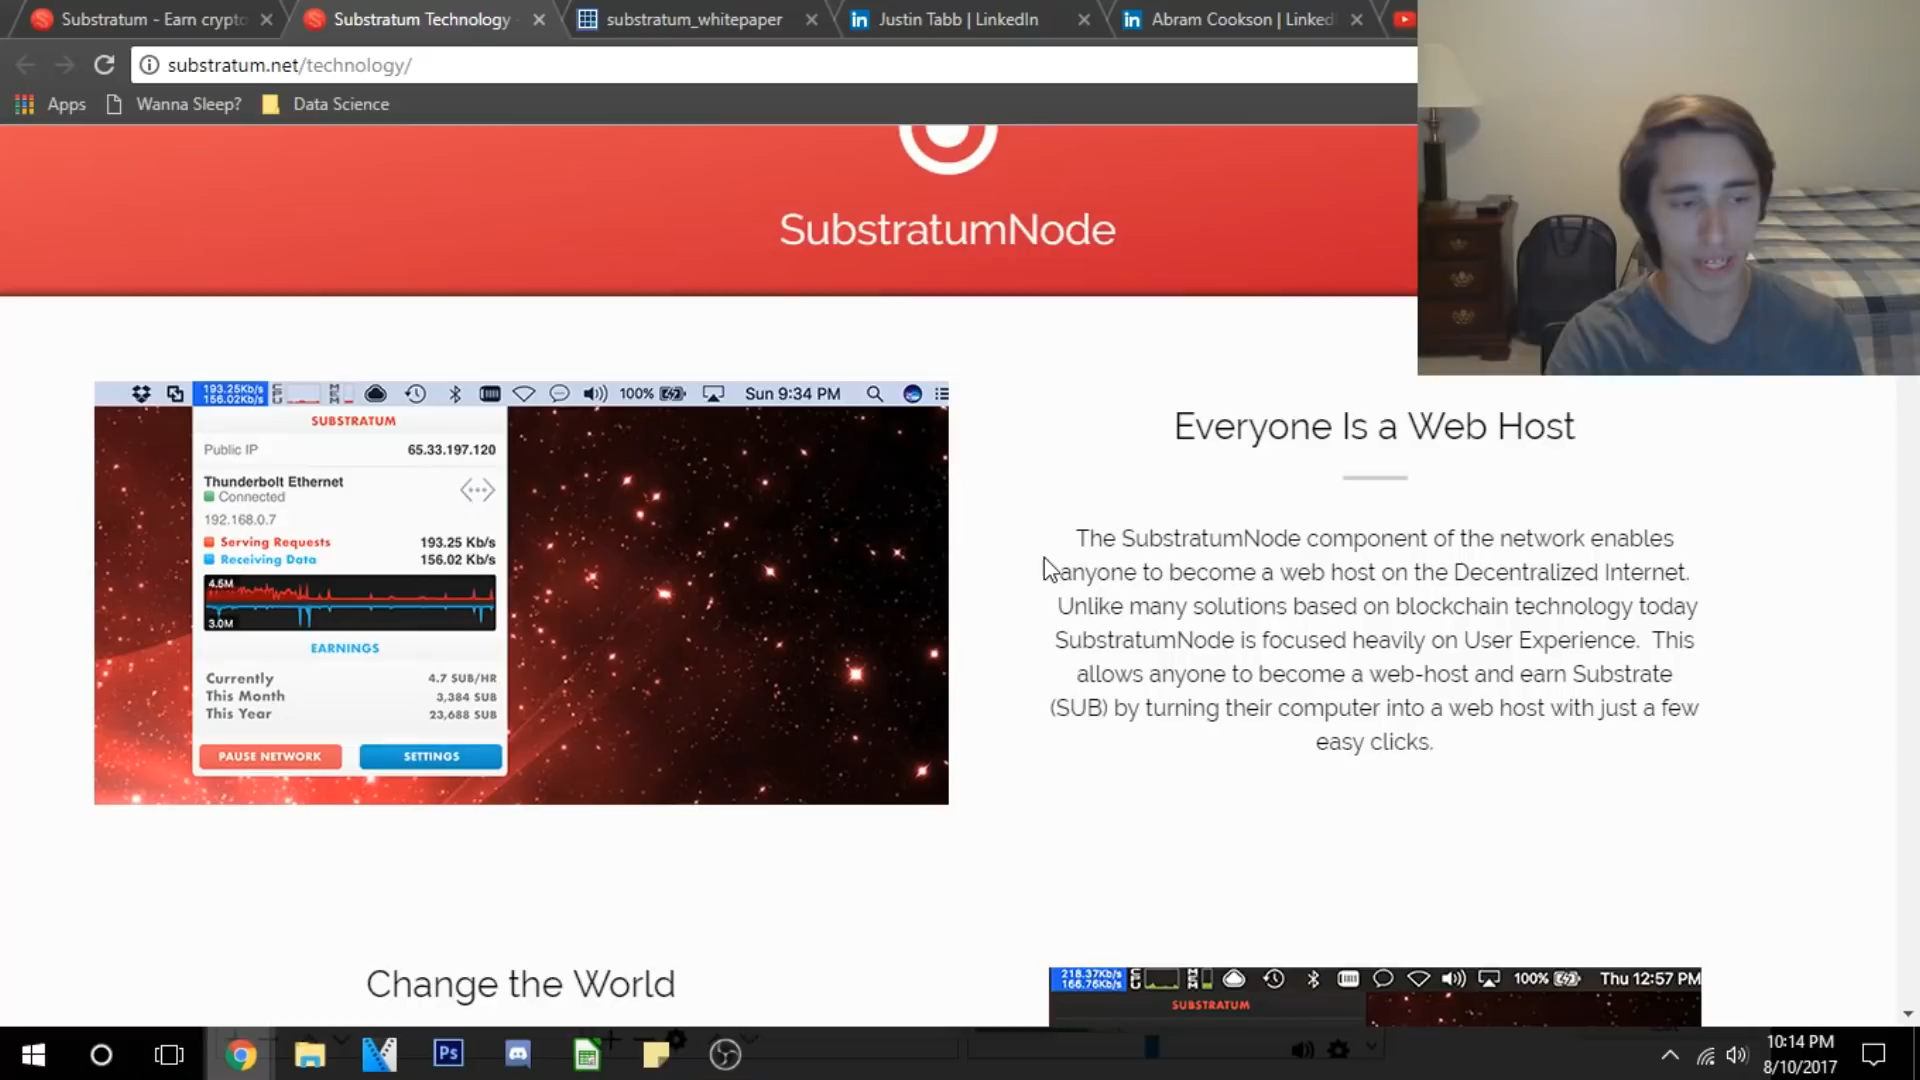 Substratum - Earn crypto
Substratum Technology
substratum_whitepaper
Justin Tabb | LinkedIn
Abram Cookson | Linked
substratum.net/technology/
Apps
Wanna Sleep?
Data Science
SubstratumNode
193.25Kb/s
156.02Kb/s
CPU
MEM
100%
Sun 9:34 PM
SUBSTRATUM
Public IP 65.33.197.120
Thunderbolt Ethernet
Connected
192.168.0.7
Serving Requests 193.25 Kb/s
Receiving Data 156.02 Kb/s
4.5M
3.0M
EARNINGS
Currently 4.7 SUB/HR
This Month 3,384 SUB
This Year 23,688 SUB
PAUSE NETWORK
SETTINGS
Everyone Is a Web Host
The SubstratumNode component of the network enables
anyone to become a web host on the Decentralized Internet.
Unlike many solutions based on blockchain technology today
SubstratumNode is focused heavily on User Experience. This
allows anyone to become a web-host and earn Substrate
(SUB) by turning their computer into a web host with just a few
easy clicks.
Change the World
218.37Kb/s
166.76Kb/s
CPU
MEM
100%
Thu 12:57 PM
SUBSTRATUM
Ps
10:14 PM
8/10/2017